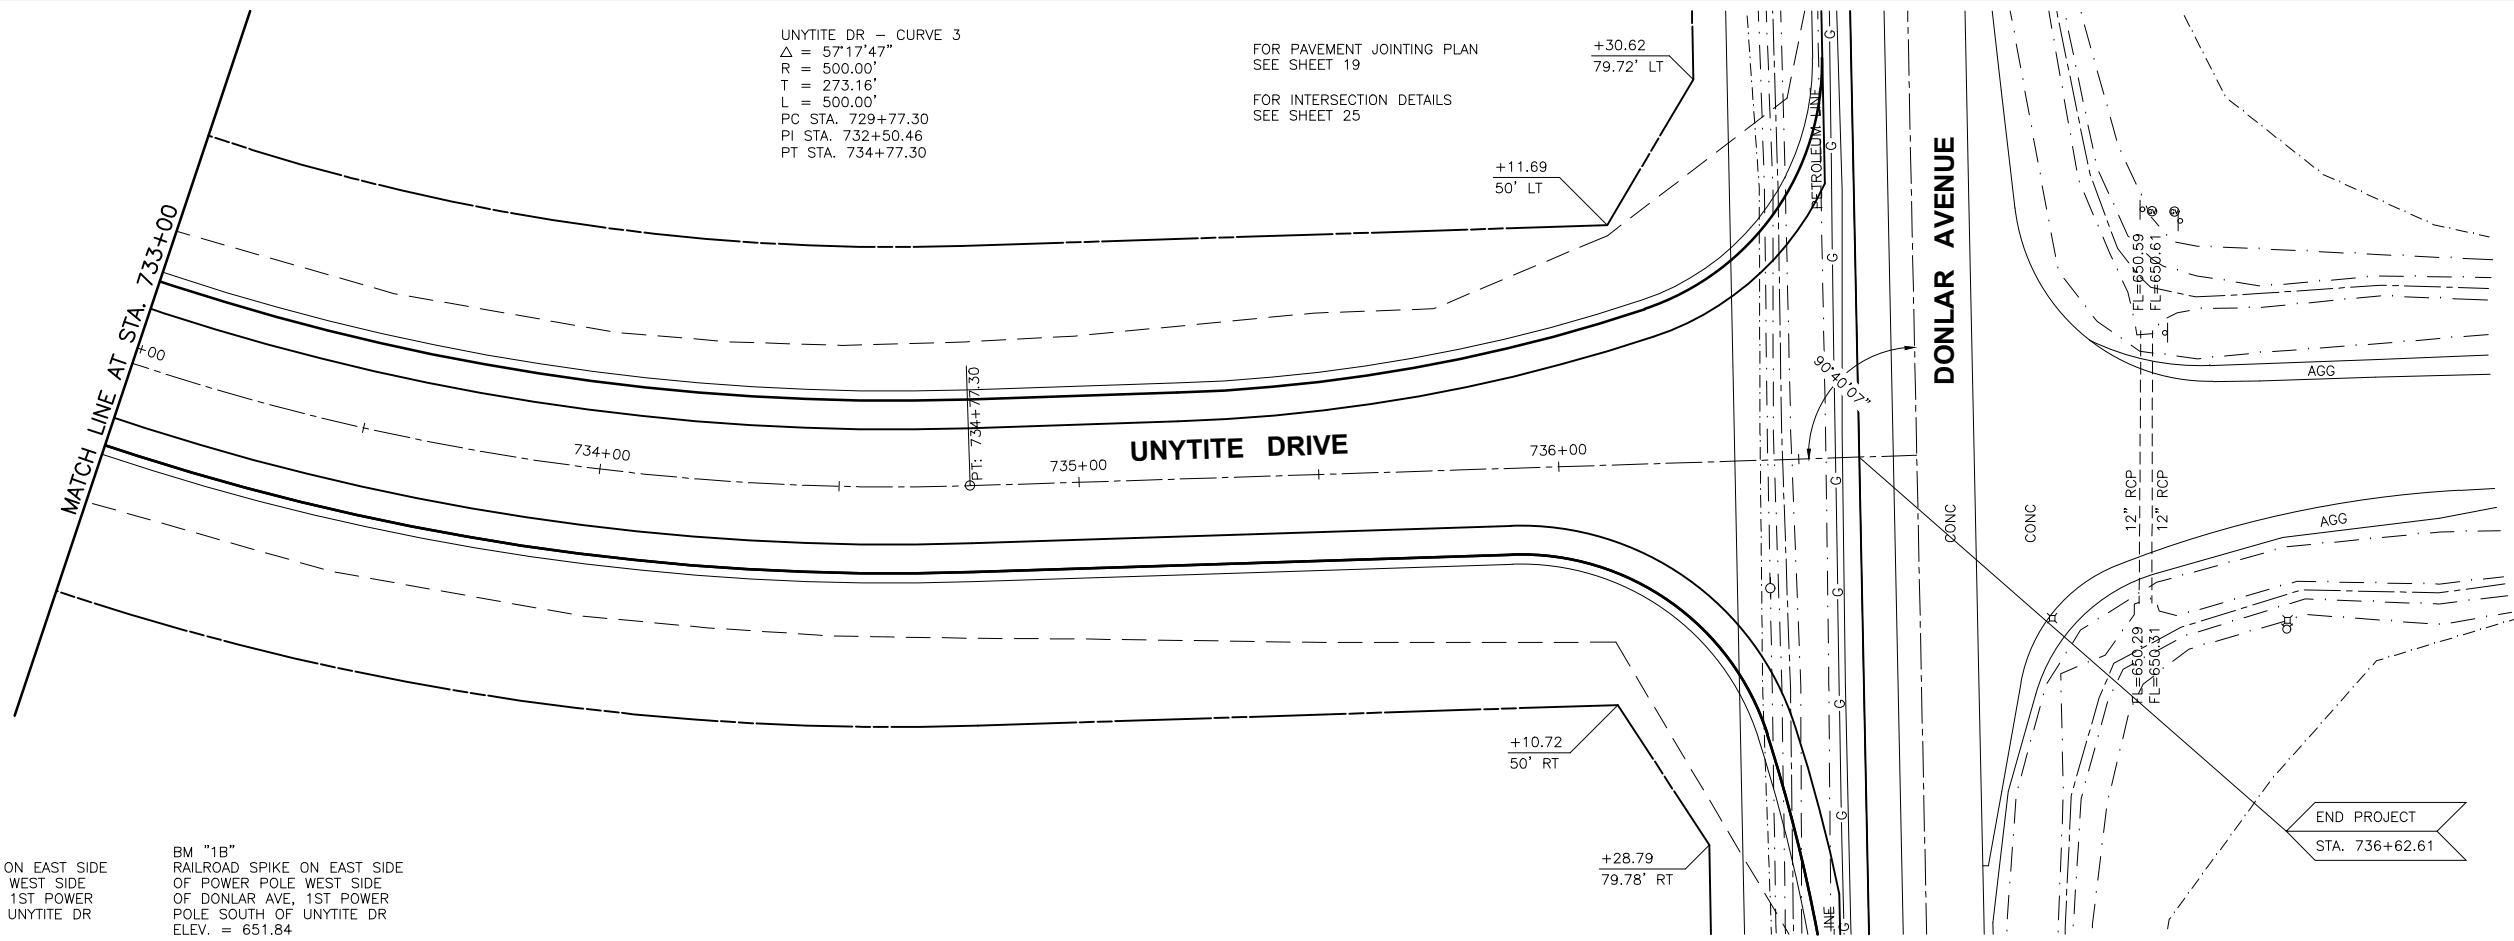 UNYTITE DR – CURVE 3
△ = 57°17'47"
R = 500.00'
T = 273.16'
L = 500.00'
PC STA. 729+77.30
PI STA. 732+50.46
PT STA. 734+77.30
FOR PAVEMENT JOINTING PLAN
SEE SHEET 19
FOR INTERSECTION DETAILS
SEE SHEET 25
+30.62
79.72' LT
+11.69
50' LT
MATCH LINE AT STA. 733+00
+00
734+00
PT: 734+77.30
735+00
UNYTITE DRIVE
736+00
PETROLEUM LINE
G
G
G
G
G
G
G
G
G
DONLAR AVENUE
90°40'07"
CONC
CONC
FL=650.59
FL=650.61
AGG
12" RCP
12" RCP
AGG
FL=650.29
FL=650.31
+10.72
50' RT
+28.79
79.78' RT
INE
END PROJECT
STA. 736+62.61
ON EAST SIDE
WEST SIDE
1ST POWER
UNYTITE DR
BM "1B"
RAILROAD SPIKE ON EAST SIDE
OF POWER POLE WEST SIDE
OF DONLAR AVE, 1ST POWER
POLE SOUTH OF UNYTITE DR
ELEV. = 651.84